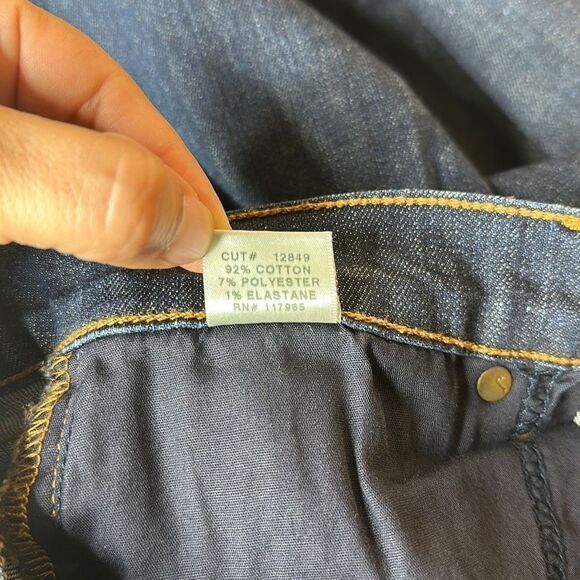 CUT# 12849
92% COTTON
7% POLYESTER
1% ELASTANE
RN# 117965